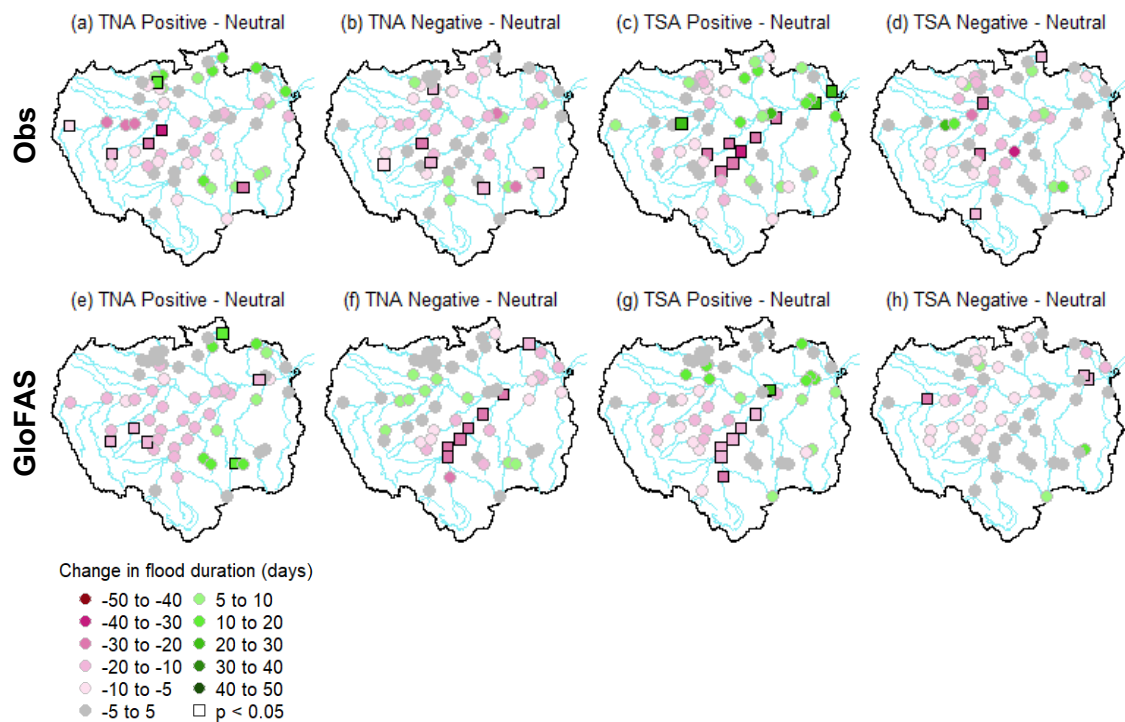 (a) TNA Positive - Neutral
(b) TNA Negative - Neutral
(c) TSA Positive - Neutral
(d) TSA Negative - Neutral
Obs
(e) TNA Positive - Neutral
(f) TNA Negative - Neutral
(g) TSA Positive - Neutral
(h) TSA Negative - Neutral
GloFAS
Change in flood duration (days)
-50 to -40
-40 to -30
-30 to -20
-20 to -10
-10 to -5
-5 to 5
5 to 10
10 to 20
20 to 30
30 to 40
40 to 50
p < 0.05